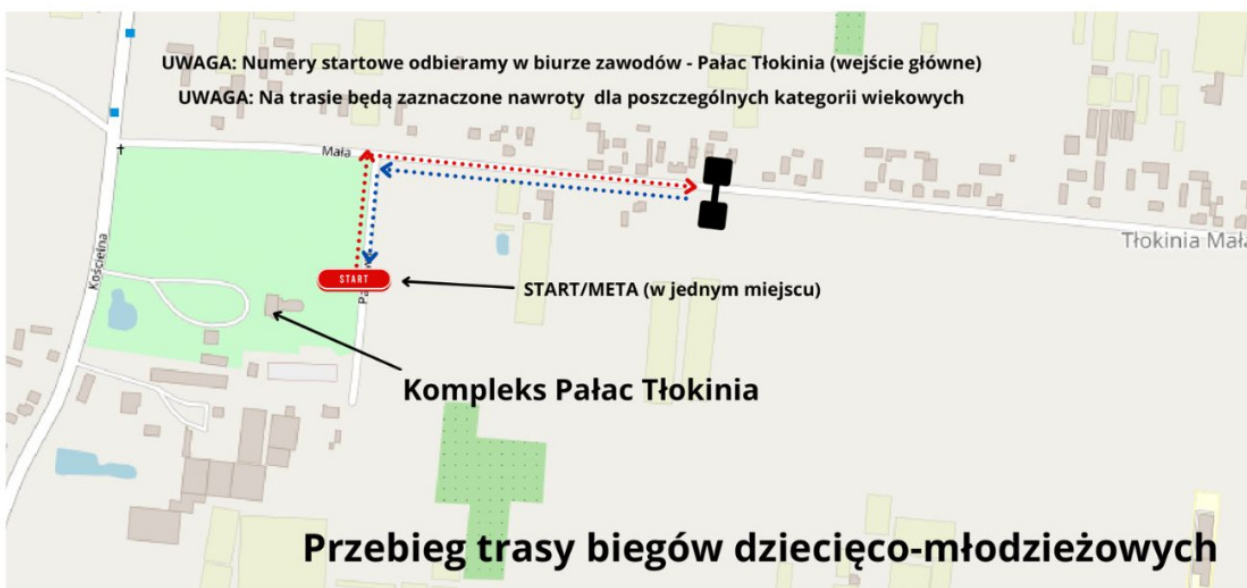 UWAGA: Numery startowe odbieramy w biurze zawodów - Pałac Tłokinia (wejście główne)
UWAGA: Na trasie będą zaznaczone nawroty dla poszczególnych kategorii wiekowych
Mała
Kościelna
Tłokinia Mała
START
START/META (w jednym miejscu)
Kompleks Pałac Tłokinia
Przebieg trasy biegów dziecięco-młodzieżowych